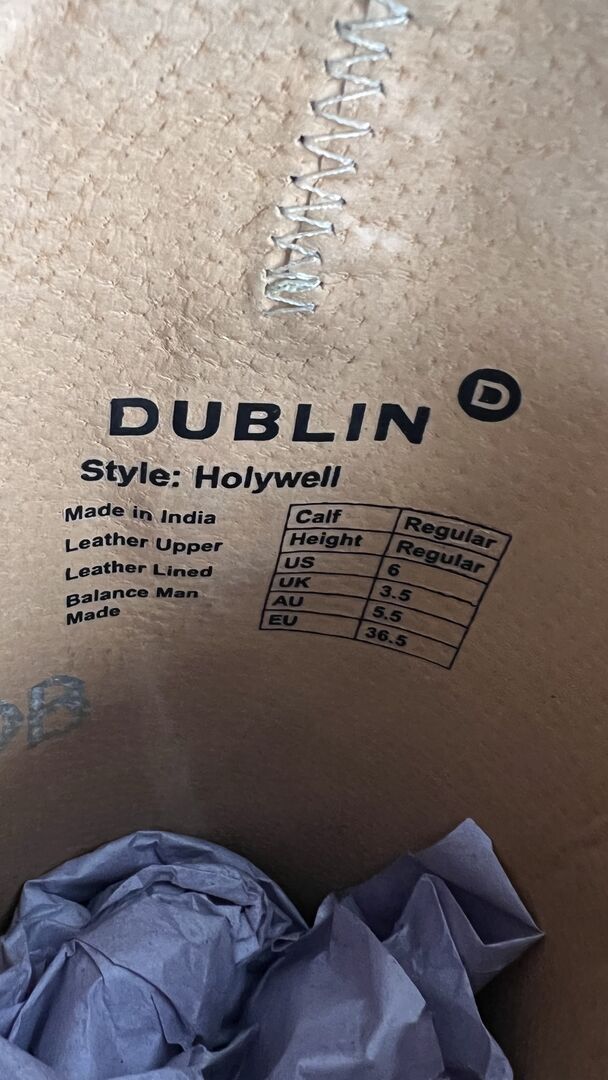 DUBLIN D
Style: Holywell
Made in India
Leather Upper
Leather Lined
Balance Man
Made
Calf Regular
Height Regular
US 6
UK 3.5
AU 5.5
EU 36.5